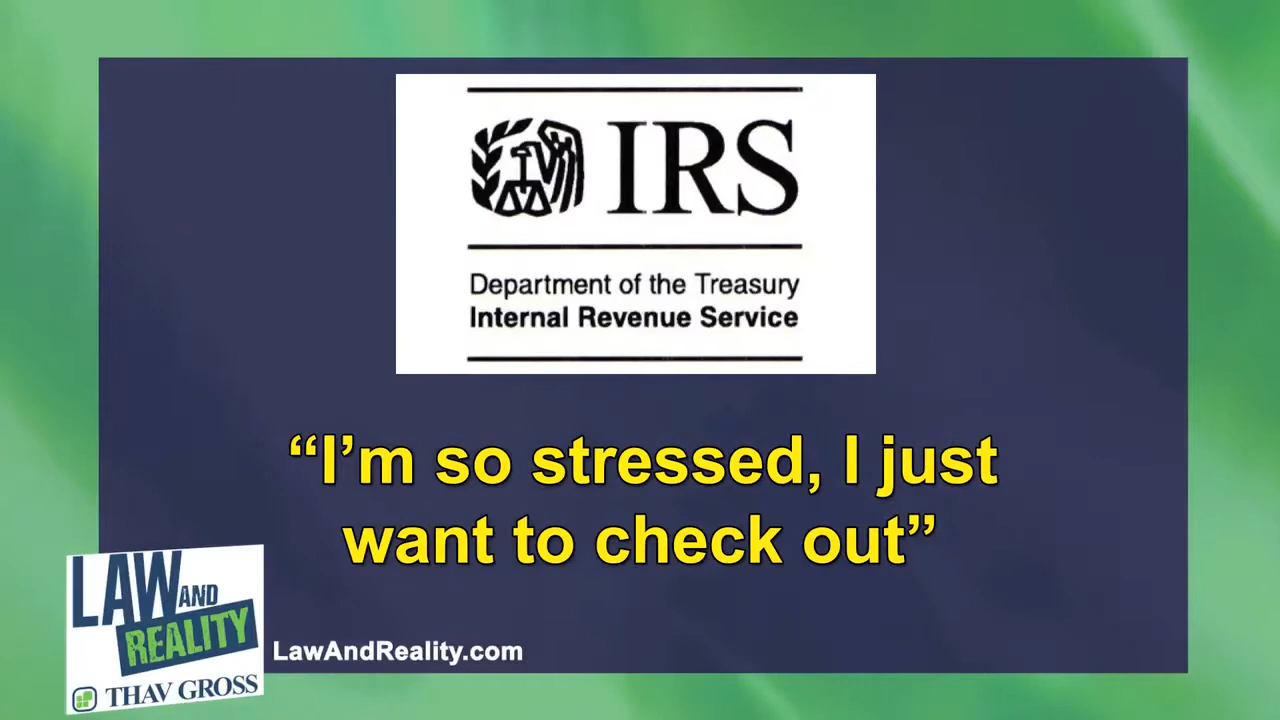 IRS
Department of the Treasury
Internal Revenue Service
“I’m so stressed, I just
want to check out”
LAW AND
REALITY
THAV GROSS
LawAndReality.com